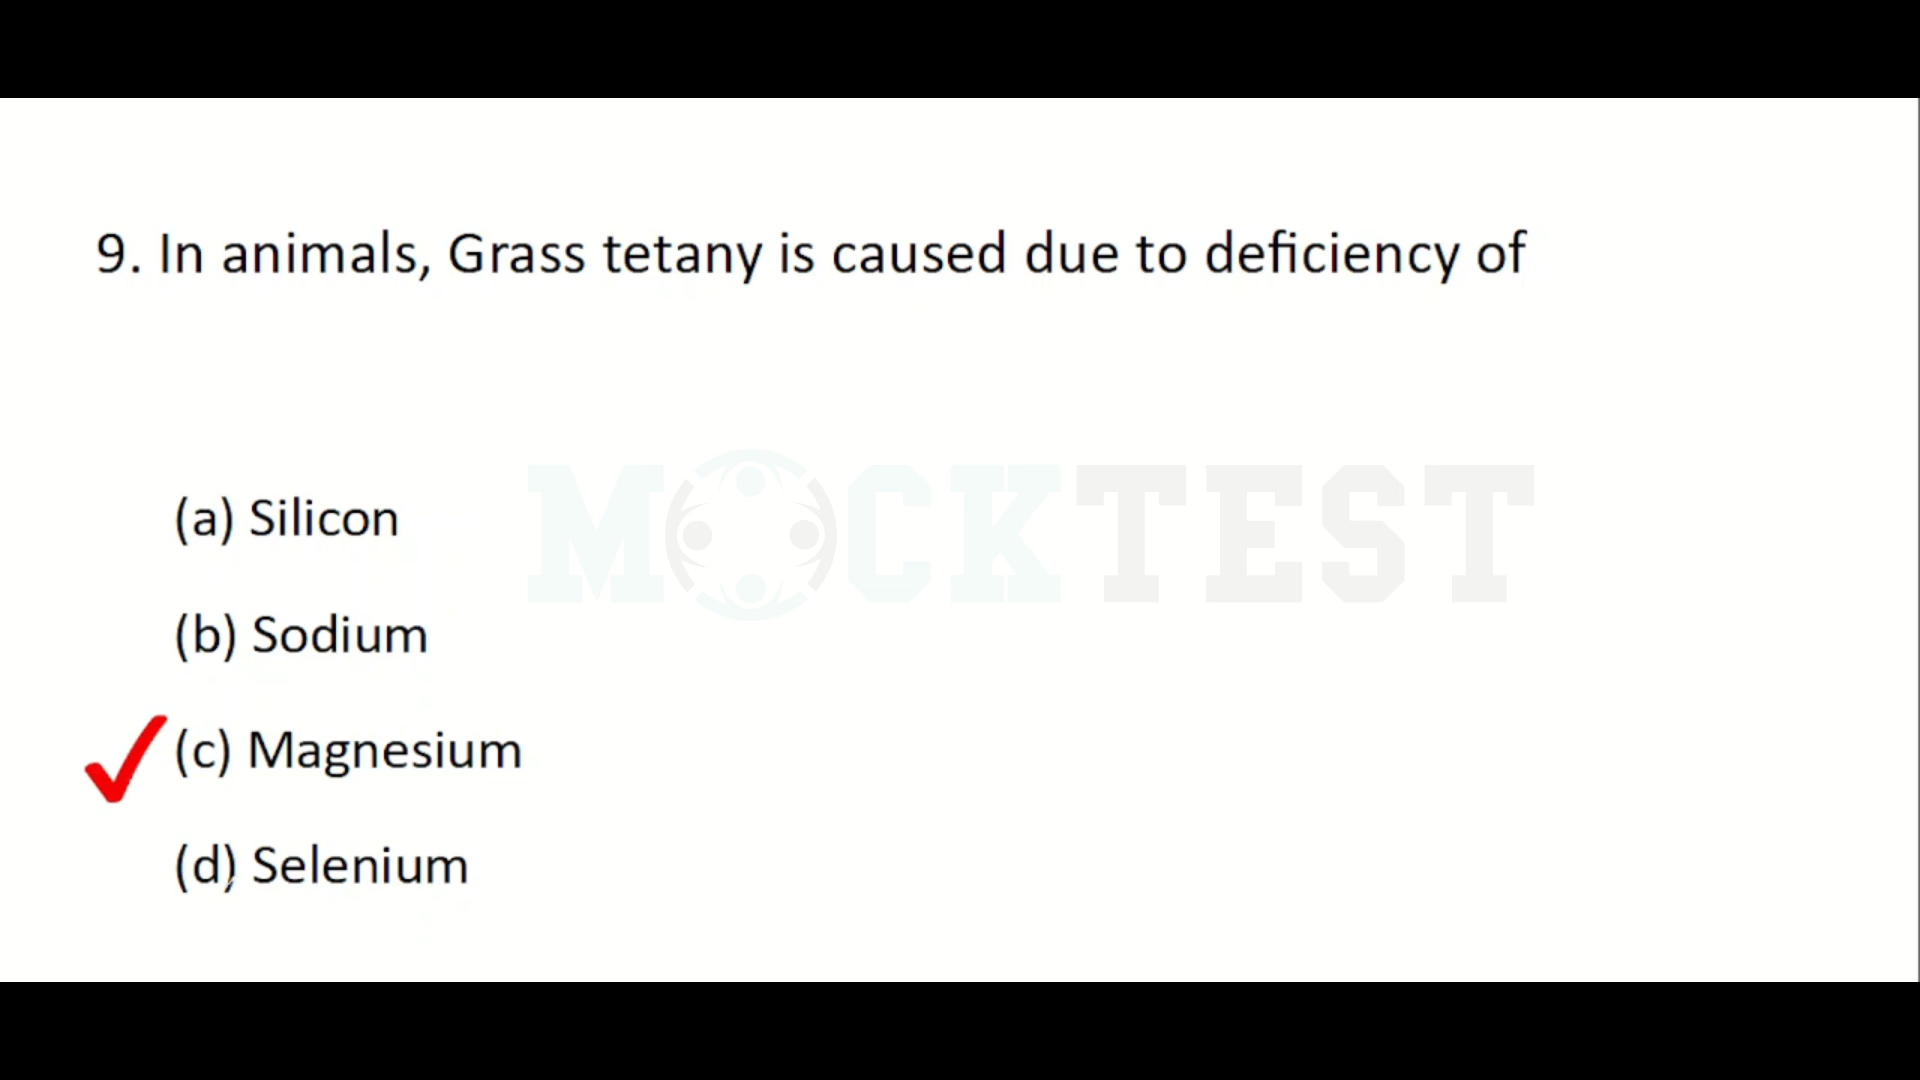 9. In animals, Grass tetany is caused due to deficiency of
MOCKTEST
(a) Silicon
(b) Sodium
(c) Magnesium
(d) Selenium